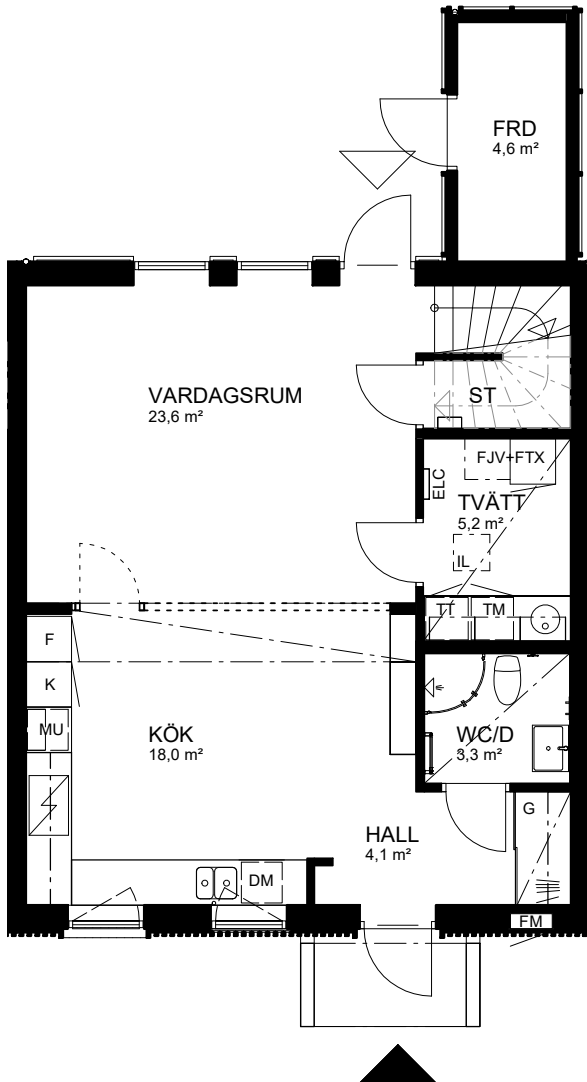 FRD
4,6 m²
VARDAGSRUM
23,6 m²
ST
FJV+FTX
ELC
TVÄTT
5,2 m²
IL
TT
TM
F
K
MU
KÖK
18,0 m²
WC/D
3,3 m²
G
HALL
4,1 m²
DM
FM